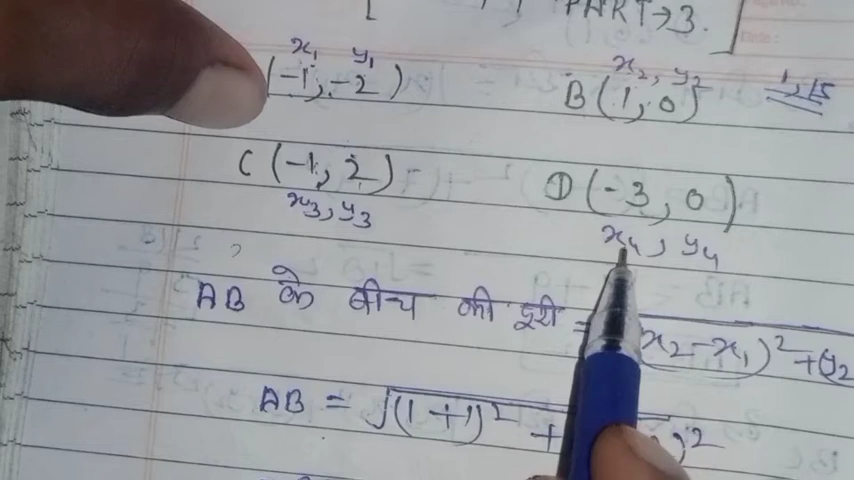 PART→3.
x₁ y₁
(-1, -2)
x₂, y₂
B(1, 0)
C(-1, 2)
x₃, y₃
D(-3, 0)
x₄, y₄
AB के बीच की दूरी = (x₂-x₁)²+(y₂
AB = √(1+1)² + )²